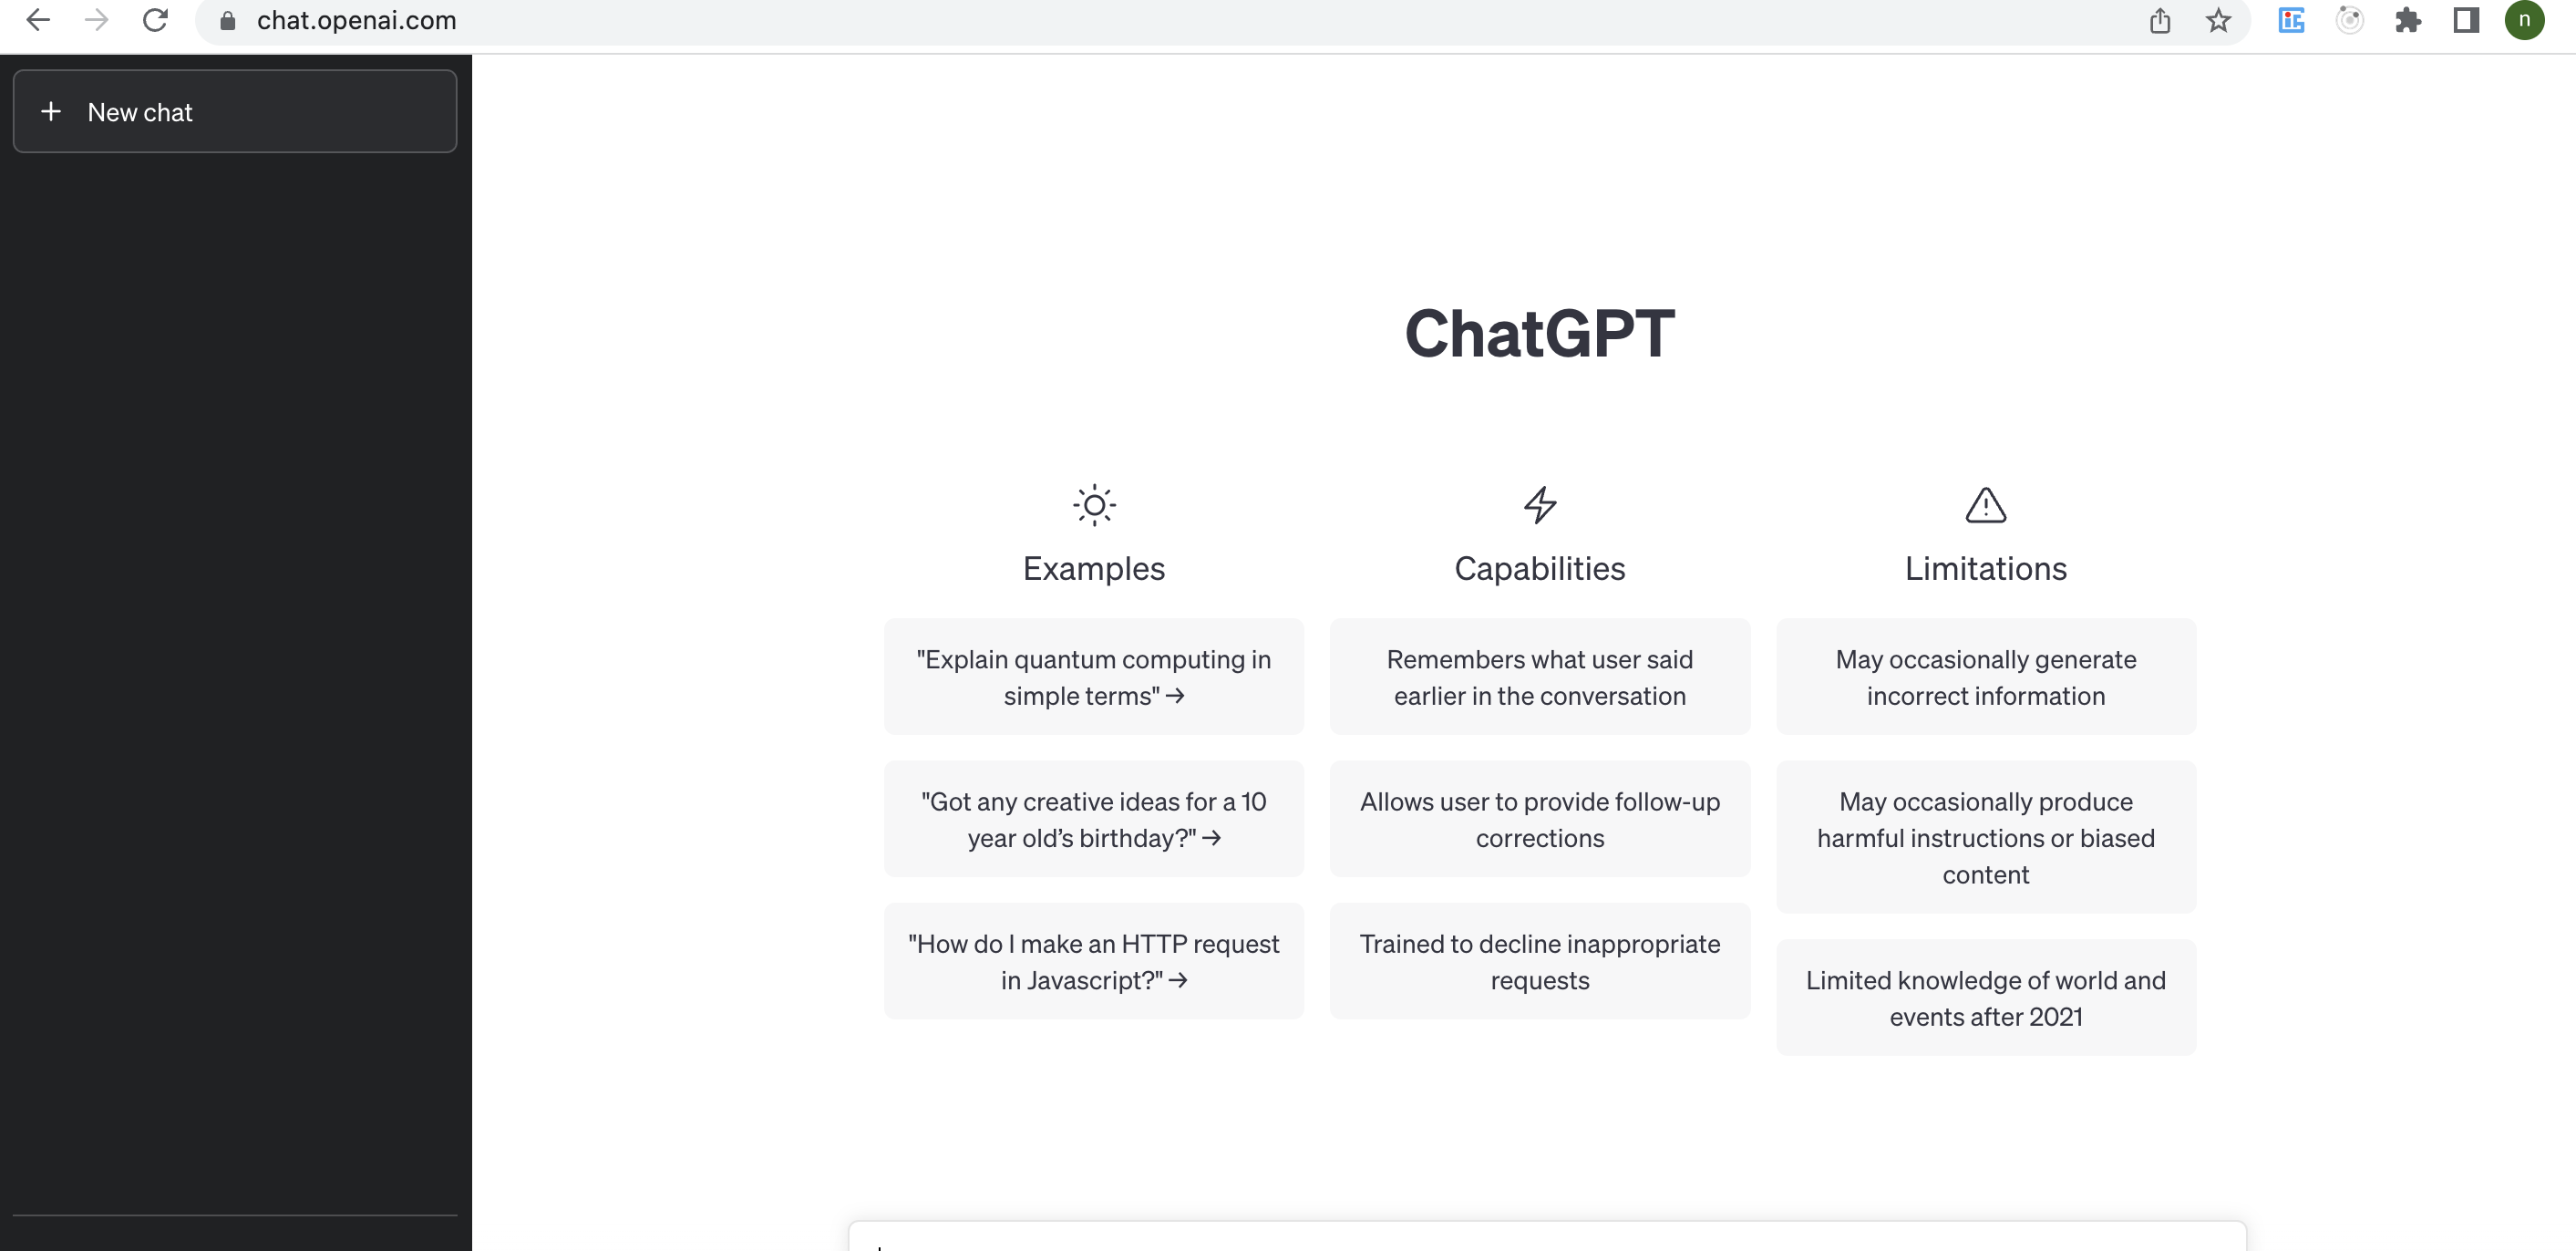 chat.openai.com
n
New chat
ChatGPT
Examples
"Explain quantum computing in
simple terms" →
"Got any creative ideas for a 10
year old’s birthday?" →
"How do I make an HTTP request
in Javascript?" →
Capabilities
Remembers what user said
earlier in the conversation
Allows user to provide follow-up
corrections
Trained to decline inappropriate
requests
Limitations
May occasionally generate
incorrect information
May occasionally produce
harmful instructions or biased
content
Limited knowledge of world and
events after 2021